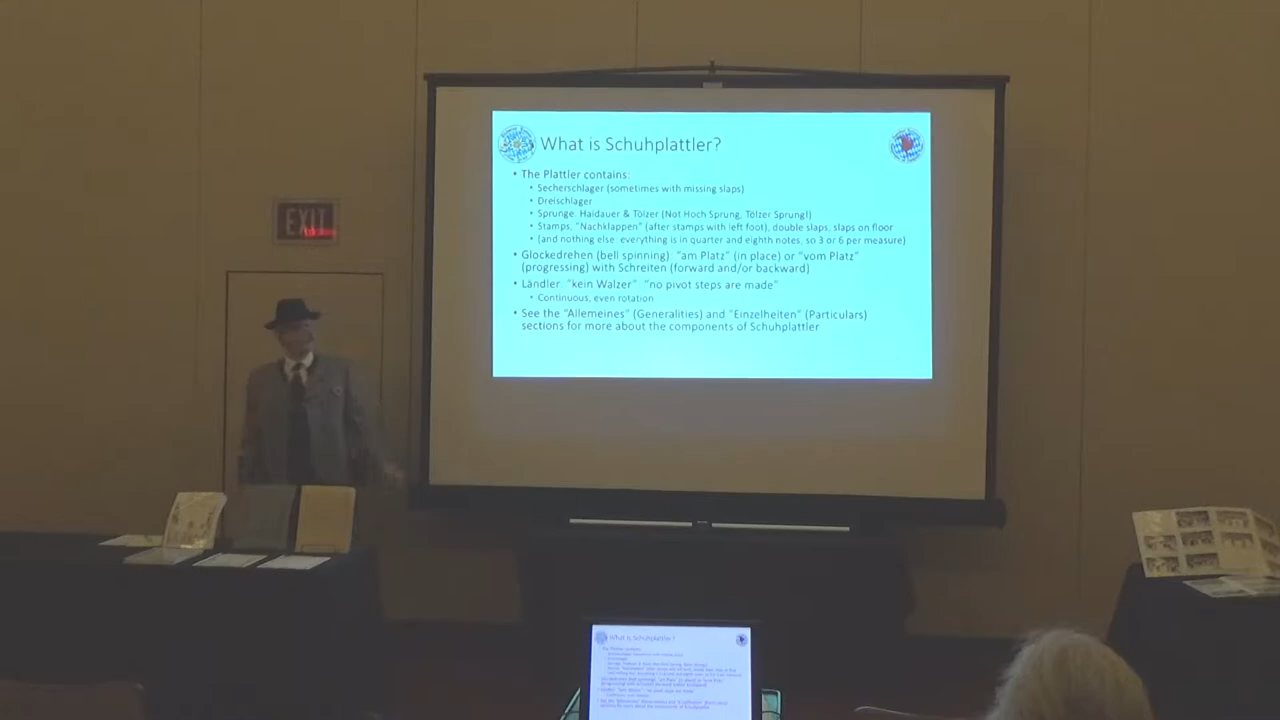 EXIT
What is Schuhplattler?
• The Plattler contains:
• Secherschlager (sometimes with missing slaps)
• Dreischlager
• Sprunge: Haidauer & Tölzer (Not Hoch Sprung, Tölzer Sprung!)
• Stamps, "Nachklappen" (after stamps with left foot), double slaps, slaps on floor
• (and nothing else: everything is in quarter and eighth notes, so 3 or 6 per measure)
• Glockedrehen (bell spinning) "am Platz" (in place) or "vom Platz"
(progressing) with Schreiten (forward and/or backward)
• Ländler: "kein Walzer" "no pivot steps are made"
• Continuous, even rotation
• See the "Allemeines" (Generalities) and "Einzelheiten" (Particulars)
sections for more about the components of Schuhplattler
What is Schuhplattler?